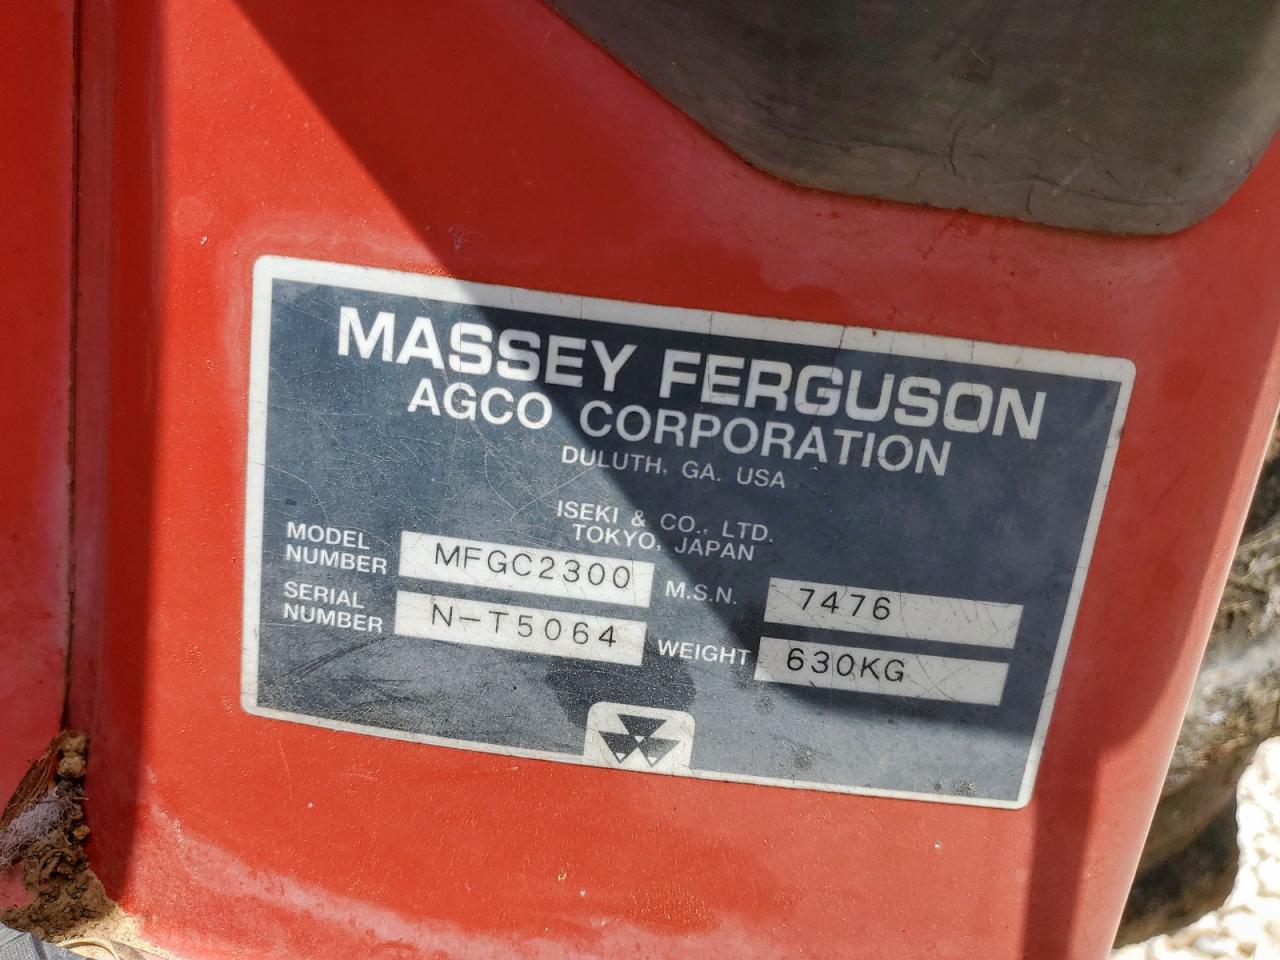 MASSEY FERGUSON
AGCO CORPORATION
DULUTH, GA. USA
ISEKI & CO., LTD.
TOKYO, JAPAN
MODEL NUMBER MFGC2300 M.S.N. 7476
SERIAL NUMBER N-T5064 WEIGHT 630KG